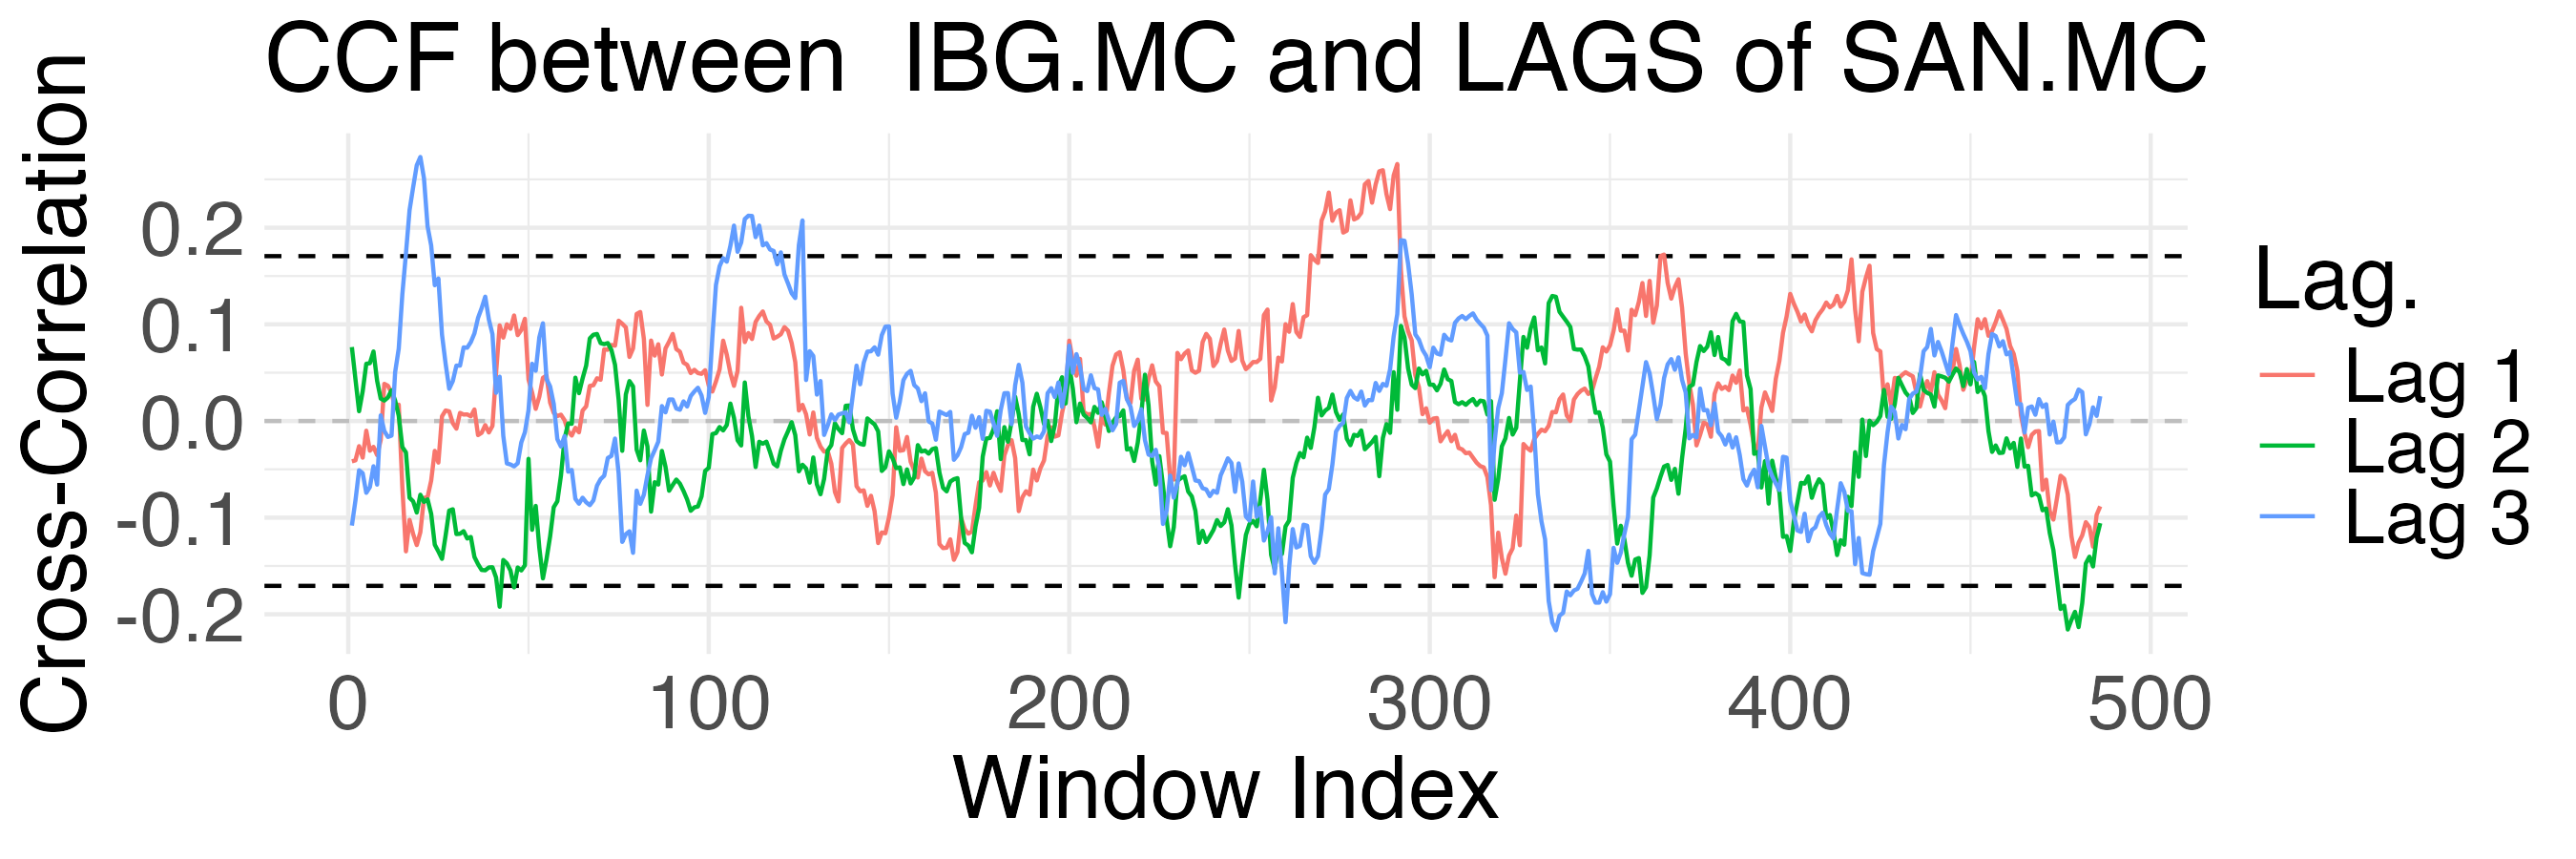 CCF between  IBG.MC and LAGS of SAN.MC
Cross-Correlation
0.2
0.1
0.0
-0.1
-0.2
0 100 200 300 400 500
Window Index
Lag.
Lag 1
Lag 2
Lag 3